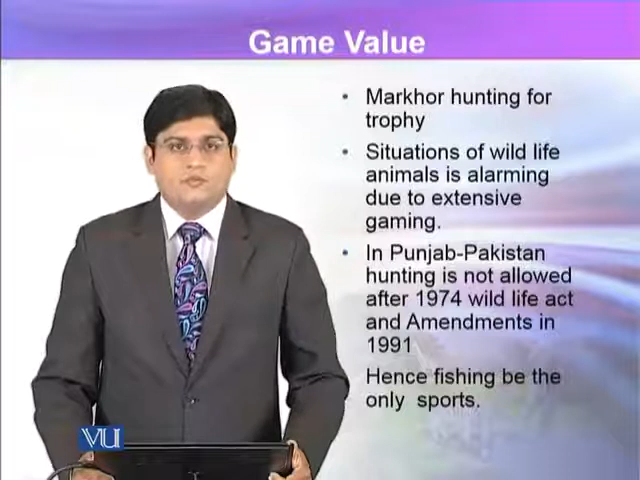 Game Value
• Markhor hunting for
trophy
• Situations of wild life
animals is alarming
due to extensive
gaming.
• In Punjab-Pakistan
hunting is not allowed
after 1974 wild life act
and Amendments in
1991
Hence fishing be the
only sports.
VU